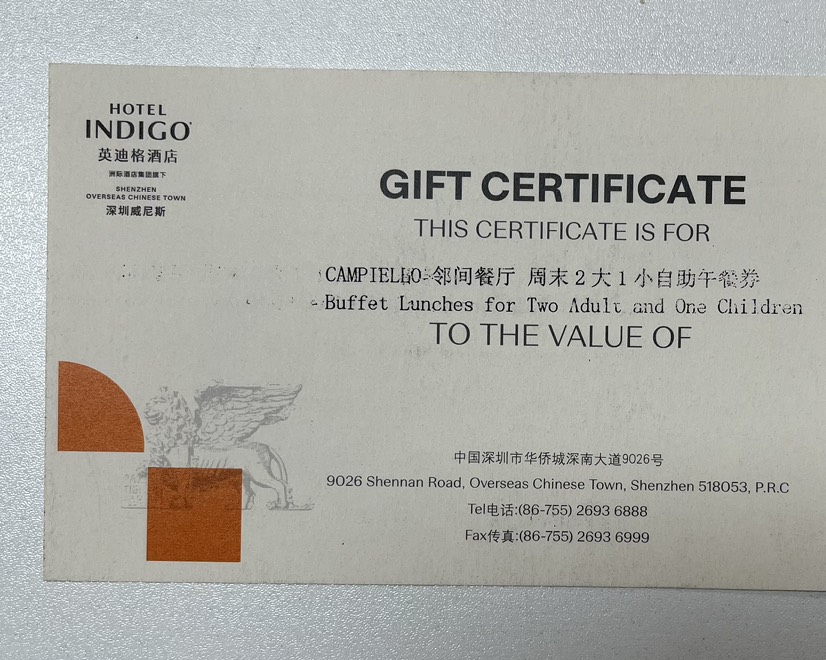 HOTEL
INDIGO
英迪格酒店
洲际酒店集团旗下
SHENZHEN
OVERSEAS CHINESE TOWN
深圳威尼斯
GIFT CERTIFICATE
THIS CERTIFICATE IS FOR
CAMPIELLO 邻间餐厅 周末2大1小自助午餐券
Buffet Lunches for Two Adult and One Children
TO THE VALUE OF
中国深圳市华侨城深南大道9026号
9026 Shennan Road, Overseas Chinese Town, Shenzhen 518053, P.R.C
Tel电话:(86-755) 2693 6888
Fax传真:(86-755) 2693 6999